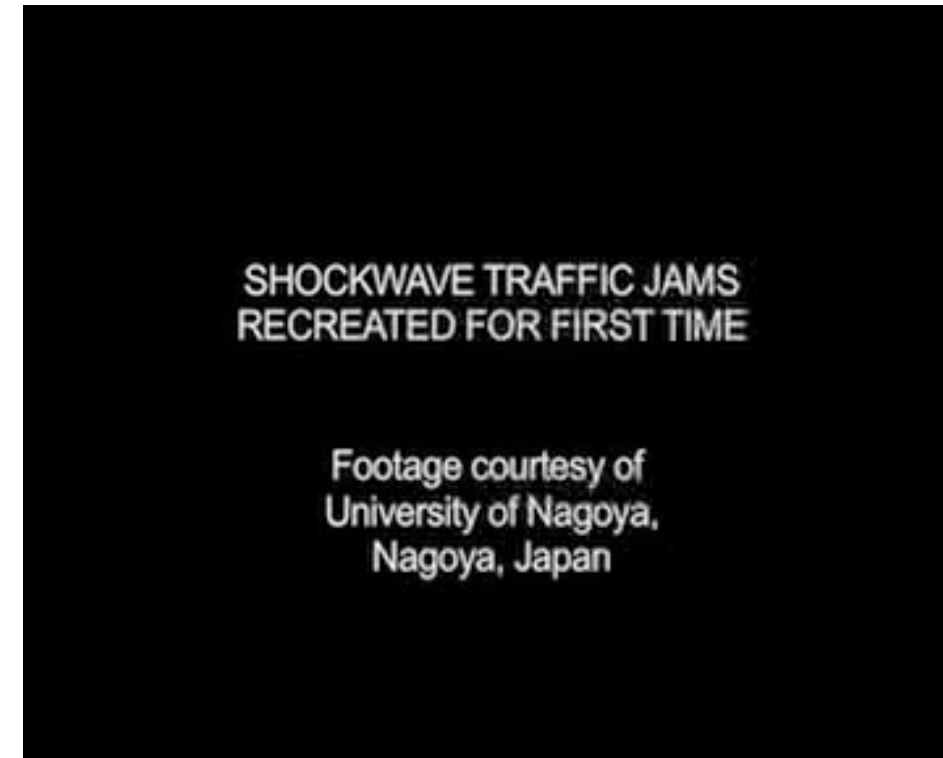 SHOCKWAVE TRAFFIC JAMS
RECREATED FOR FIRST TIME
Footage courtesy of
University of Nagoya,
Nagoya, Japan